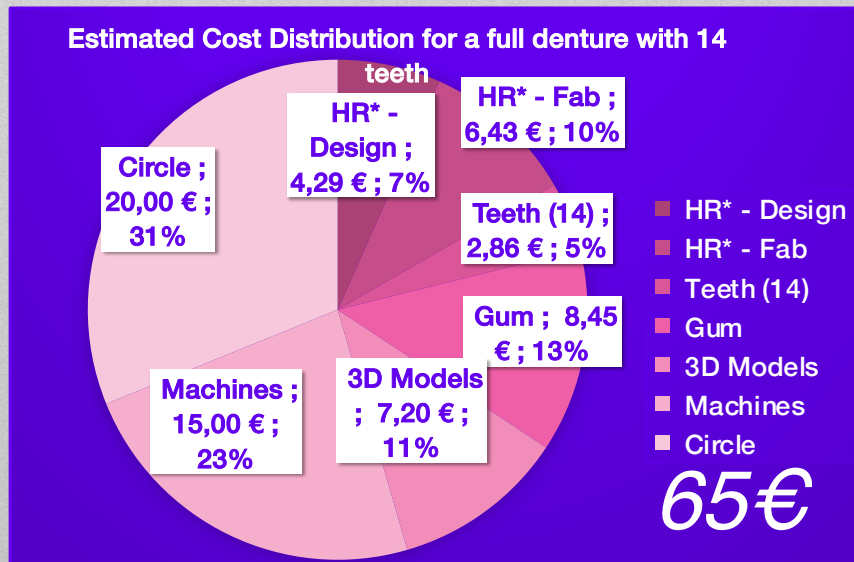 Estimated Cost Distribution for a full denture with 14
teeth
HR* -
Design ;
4,29 € ; 7%
HR* - Fab ;
6,43 € ; 10%
Circle ;
20,00 € ;
31%
Teeth (14) ;
2,86 € ; 5%
Gum ;  8,45
€ ; 13%
3D Models
;  7,20 € ;
11%
Machines ;
15,00 € ;
23%
HR* - Design
HR* - Fab
Teeth (14)
Gum
3D Models
Machines
Circle
65€